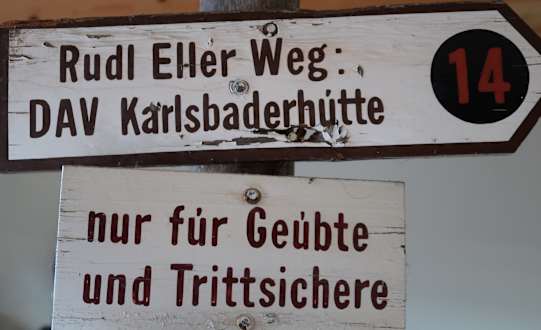 Rudl Eller Weg:
DAV Karlsbaderhütte
14
nur für Geübte
und Trittsichere